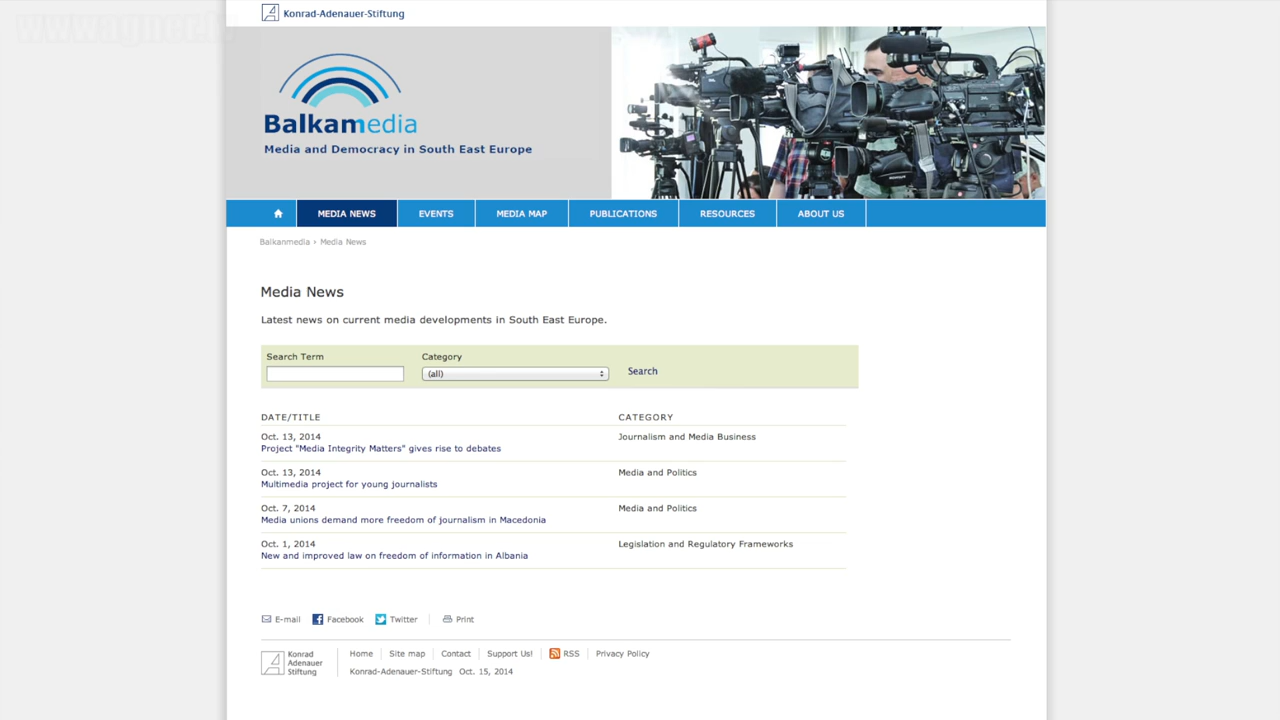 Konrad-Adenauer-Stiftung
Balkamedia
Media and Democracy in South East Europe
MEDIA NEWS
EVENTS
MEDIA MAP
PUBLICATIONS
RESOURCES
ABOUT US
Balkanmedia › Media News
Media News
Latest news on current media developments in South East Europe.
Search Term
Category
(all)
Search
DATE/TITLE
CATEGORY
Oct. 13, 2014
Journalism and Media Business
Project "Media Integrity Matters" gives rise to debates
Oct. 13, 2014
Media and Politics
Multimedia project for young journalists
Oct. 7, 2014
Media and Politics
Media unions demand more freedom of journalism in Macedonia
Oct. 1, 2014
Legislation and Regulatory Frameworks
New and improved law on freedom of information in Albania
E-mail
Facebook
Twitter
Print
Konrad
Adenauer
Stiftung
Home
Site map
Contact
Support Us!
RSS
Privacy Policy
Konrad-Adenauer-Stiftung Oct. 15, 2014